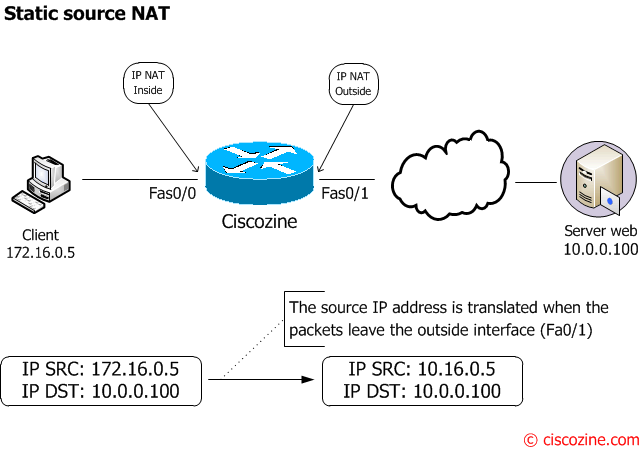 Static source NAT
IP NAT
Inside
IP NAT
Outside
Fas0/0
Fas0/1
Ciscozine
Client
172.16.0.5
Server web
10.0.0.100
The source IP address is translated when the
packets leave the outside interface (Fa0/1)
IP SRC: 172.16.0.5
IP DST: 10.0.0.100
IP SRC: 10.16.0.5
IP DST: 10.0.0.100
© ciscozine.com